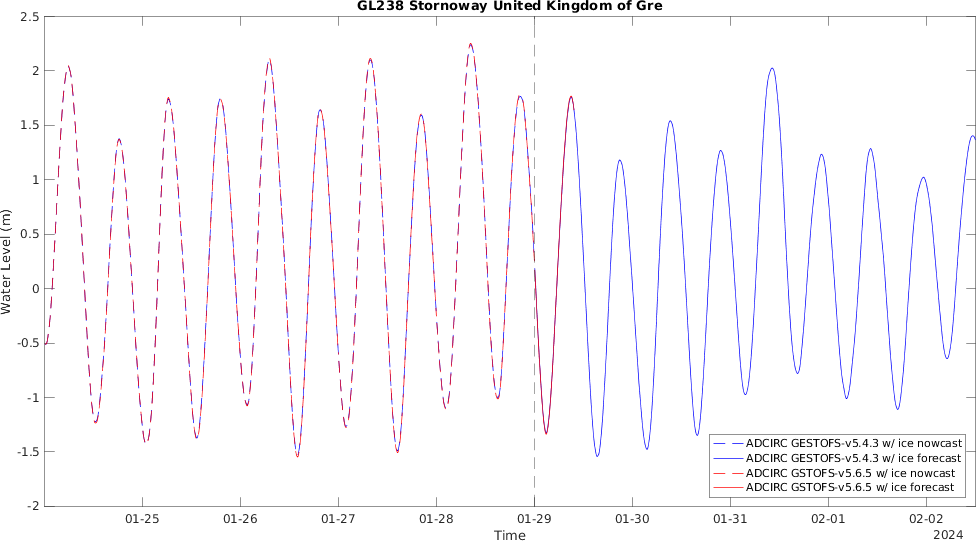 GL238 Stornoway United Kingdom of Gre
2.5
2
1.5
1
0.5
0
-0.5
-1
-1.5
-2
Water Level (m)
ADCIRC GESTOFS-v5.4.3 w/ ice nowcast
ADCIRC GESTOFS-v5.4.3 w/ ice forecast
ADCIRC GSTOFS-v5.6.5 w/ ice nowcast
ADCIRC GSTOFS-v5.6.5 w/ ice forecast
01-25 01-26 01-27 01-28 01-29 01-30 01-31 02-01 02-02
Time 2024